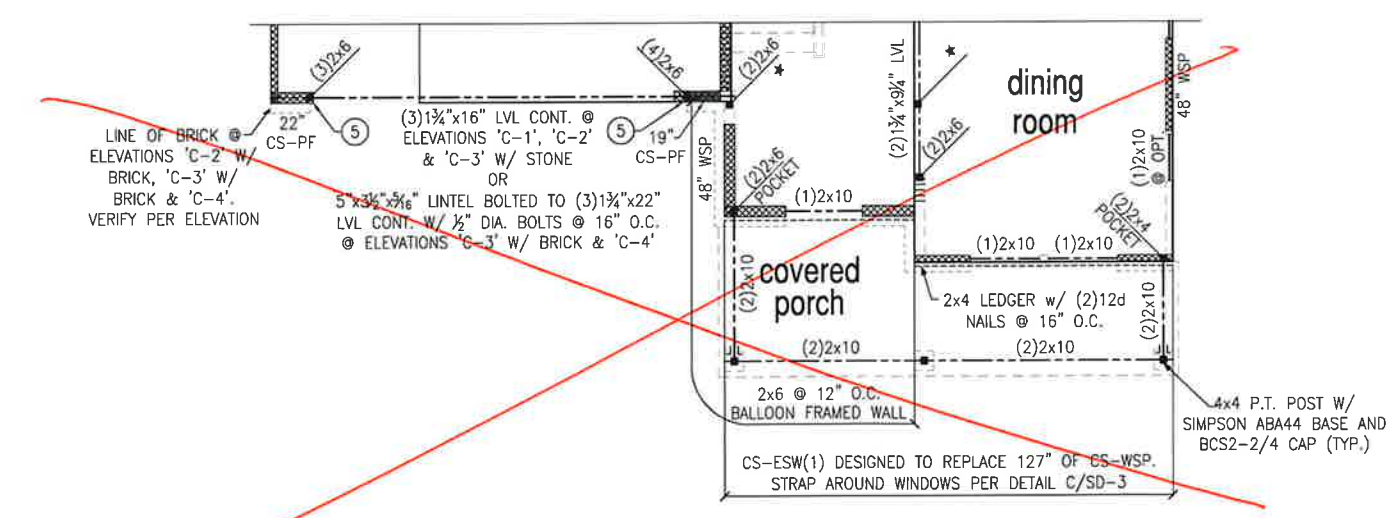 (3)2x6
(4)2x6
(2)2x6
★
(2)1¾"x9¼" LVL
★
dining
room
48" WSP
LINE OF BRICK @
ELEVATIONS 'C-2' W/
BRICK, 'C-3' W/
BRICK & 'C-4'.
VERIFY PER ELEVATION
22"
CS-PF
5
(3)1¾"x16" LVL CONT. @
ELEVATIONS 'C-1', 'C-2'
& 'C-3' W/ STONE
OR
5"x3½"x5/16" LINTEL BOLTED TO (3)1¾"x22"
LVL CONT. W/ ½" DIA. BOLTS @ 16" O.C.
@ ELEVATIONS 'C-3' W/ BRICK & 'C-4'
5
19"
CS-PF
48" WSP
(2)2x6
POCKET
(2)2x6
(1)2x10
@ OPT.
(1)2x10
(2)2x4
POCKET
(1)2x10
(1)2x10
covered
porch
(2)2x10
2x4 LEDGER w/ (2)12d
NAILS @ 16" O.C.
(2)2x10
(2)2x10
(2)2x10
2x6 @ 12" O.C.
BALLOON FRAMED WALL
4x4 P.T. POST W/
SIMPSON ABA44 BASE AND
BCS2-2/4 CAP (TYP.)
CS-ESW(1) DESIGNED TO REPLACE 127" OF CS-WSP.
STRAP AROUND WINDOWS PER DETAIL C/SD-3